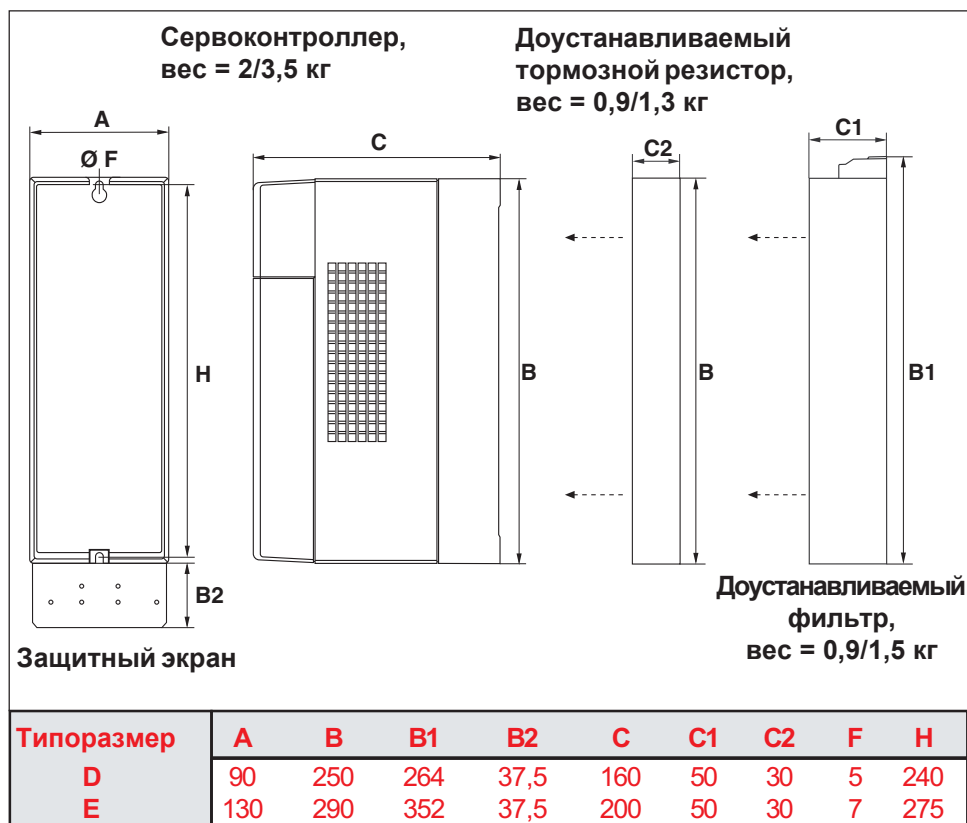 Сервоконтроллер,
вес = 2/3,5 кг
Доустанавливаемый
тормозной резистор,
вес = 0,9/1,3 кг
A
Ø F
C
C2
C1
H
B
B
B1
B2
Защитный экран
Доустанавливаемый
фильтр,
вес = 0,9/1,5 кг
Типоразмер A B B1 B2 C C1 C2 F H
D 90 250 264 37,5 160 50 30 5 240
E 130 290 352 37,5 200 50 30 7 275